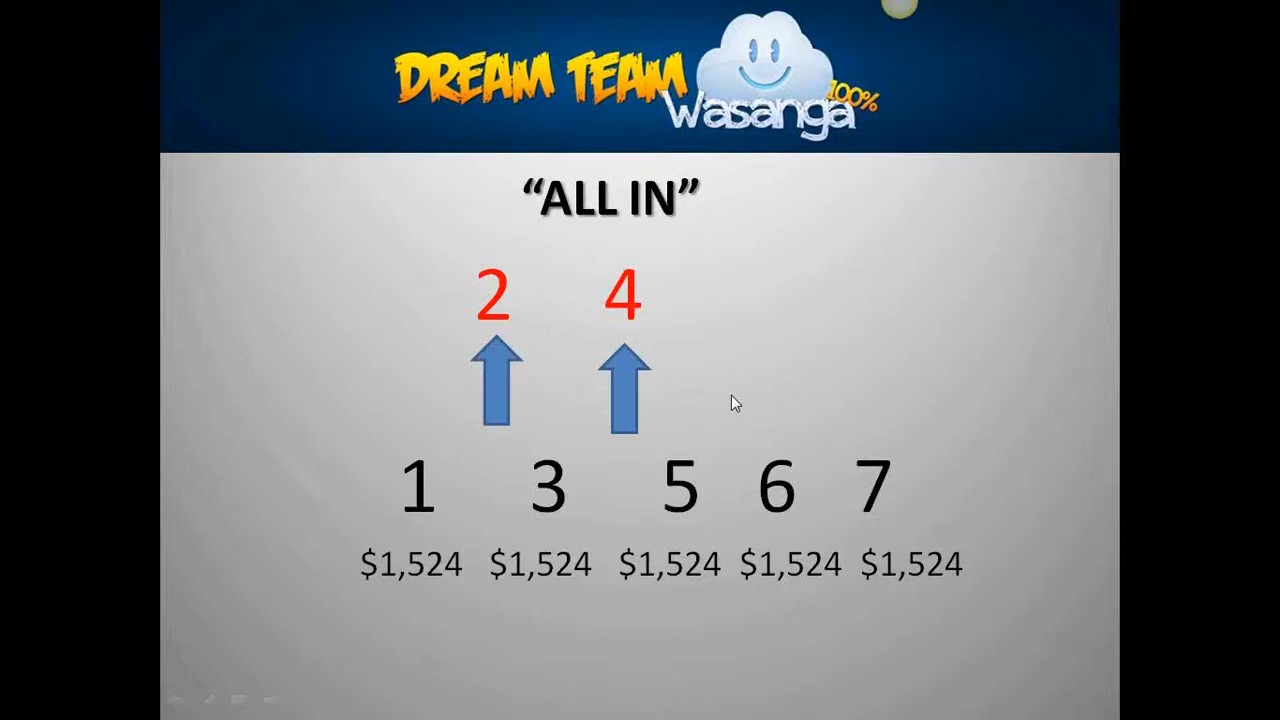 DREAM TEAM
Wasanga 100%
“ALL IN”
2 4
1 3 5 6 7
$1,524 $1,524 $1,524 $1,524 $1,524